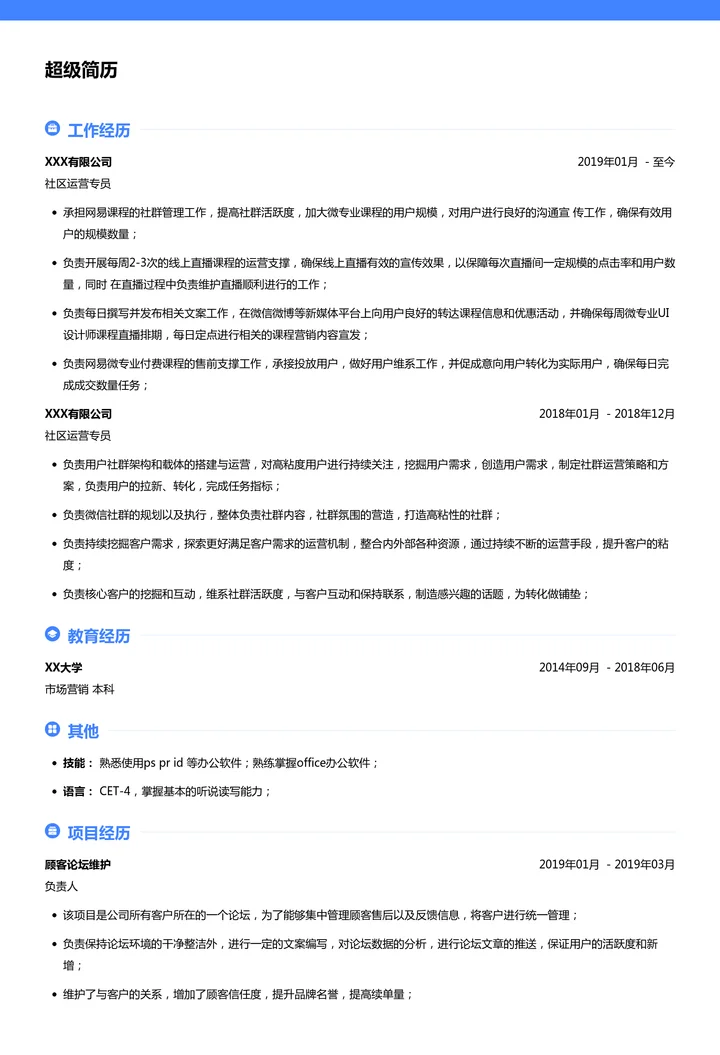 超级简历
工作经历
XXX有限公司 2019年01月 - 至今
社区运营专员
承担网易课程的社群管理工作，提高社群活跃度，加大微专业课程的用户规模，对用户进行良好的沟通宣 传工作，确保有效用
户的规模数量；
负责开展每周2-3次的线上直播课程的运营支撑，确保线上直播有效的宣传效果，以保障每次直播间一定规模的点击率和用户数
量，同时 在直播过程中负责维护直播顺利进行的工作；
负责每日撰写并发布相关文案工作，在微信微博等新媒体平台上向用户良好的转达课程信息和优惠活动，并确保每周微专业UI
设计师课程直播排期，每日定点进行相关的课程营销内容宣发；
负责网易微专业付费课程的售前支撑工作，承接投放用户，做好用户维系工作，并促成意向用户转化为实际用户，确保每日完
成成交数量任务；
XXX有限公司 2018年01月 - 2018年12月
社区运营专员
负责用户社群架构和载体的搭建与运营，对高粘度用户进行持续关注，挖掘用户需求，创造用户需求，制定社群运营策略和方
案，负责用户的拉新、转化，完成任务指标；
负责微信社群的规划以及执行，整体负责社群内容，社群氛围的营造，打造高粘性的社群；
负责持续挖掘客户需求，探索更好满足客户需求的运营机制，整合内外部各种资源，通过持续不断的运营手段，提升客户的粘
度；
负责核心客户的挖掘和互动，维系社群活跃度，与客户互动和保持联系，制造感兴趣的话题，为转化做铺垫；
教育经历
XX大学 2014年09月 - 2018年06月
市场营销 本科
其他
技能： 熟悉使用ps pr id 等办公软件；熟练掌握office办公软件；
语言： CET-4，掌握基本的听说读写能力；
项目经历
顾客论坛维护 2019年01月 - 2019年03月
负责人
该项目是公司所有客户所在的一个论坛，为了能够集中管理顾客售后以及反馈信息，将客户进行统一管理；
负责保持论坛环境的干净整洁外，进行一定的文案编写，对论坛数据的分析，进行论坛文章的推送，保证用户的活跃度和新
增；
维护了与客户的关系，增加了顾客信任度，提升品牌名誉，提高续单量；